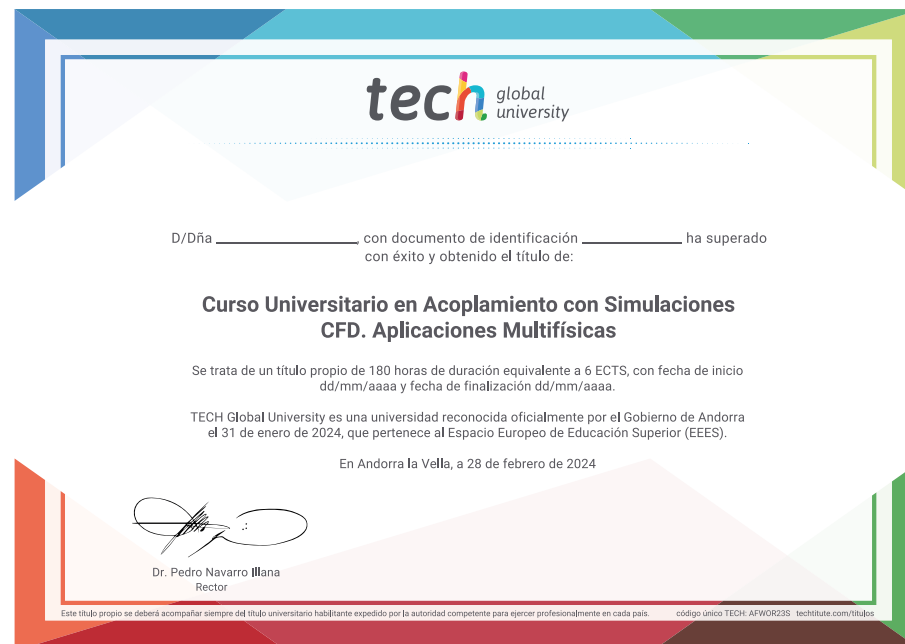 tech global university
D/Dña ____________________, con documento de identificación ______________ ha superado
con éxito y obtenido el título de:
Curso Universitario en Acoplamiento con Simulaciones
CFD. Aplicaciones Multifísicas
Se trata de un título propio de 180 horas de duración equivalente a 6 ECTS, con fecha de inicio
dd/mm/aaaa y fecha de finalización dd/mm/aaaa.
TECH Global University es una universidad reconocida oficialmente por el Gobierno de Andorra
el 31 de enero de 2024, que pertenece al Espacio Europeo de Educación Superior (EEES).
En Andorra la Vella, a 28 de febrero de 2024
Dr. Pedro Navarro Illana
Rector
Este título propio se deberá acompañar siempre del título universitario habilitante expedido por la autoridad competente para ejercer profesionalmente en cada país. código único TECH: AFWOR23S techtitute.com/titulos